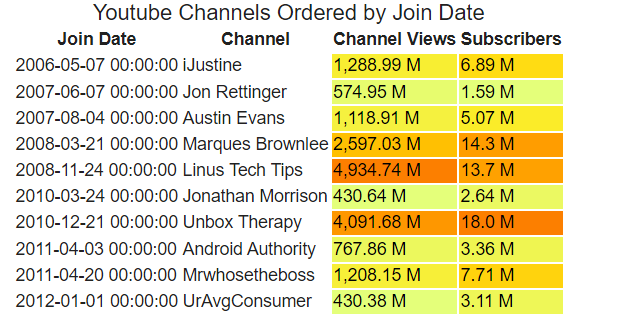 Youtube Channels Ordered by Join Date
Join Date Channel Channel Views Subscribers
2006-05-07 00:00:00 iJustine 1,288.99 M 6.89 M
2007-06-07 00:00:00 Jon Rettinger 574.95 M 1.59 M
2007-08-04 00:00:00 Austin Evans 1,118.91 M 5.07 M
2008-03-21 00:00:00 Marques Brownlee 2,597.03 M 14.3 M
2008-11-24 00:00:00 Linus Tech Tips 4,934.74 M 13.7 M
2010-03-24 00:00:00 Jonathan Morrison 430.64 M 2.64 M
2010-12-21 00:00:00 Unbox Therapy 4,091.68 M 18.0 M
2011-04-03 00:00:00 Android Authority 767.86 M 3.36 M
2011-04-20 00:00:00 Mrwhosetheboss 1,208.15 M 7.71 M
2012-01-01 00:00:00 UrAvgConsumer 430.38 M 3.11 M